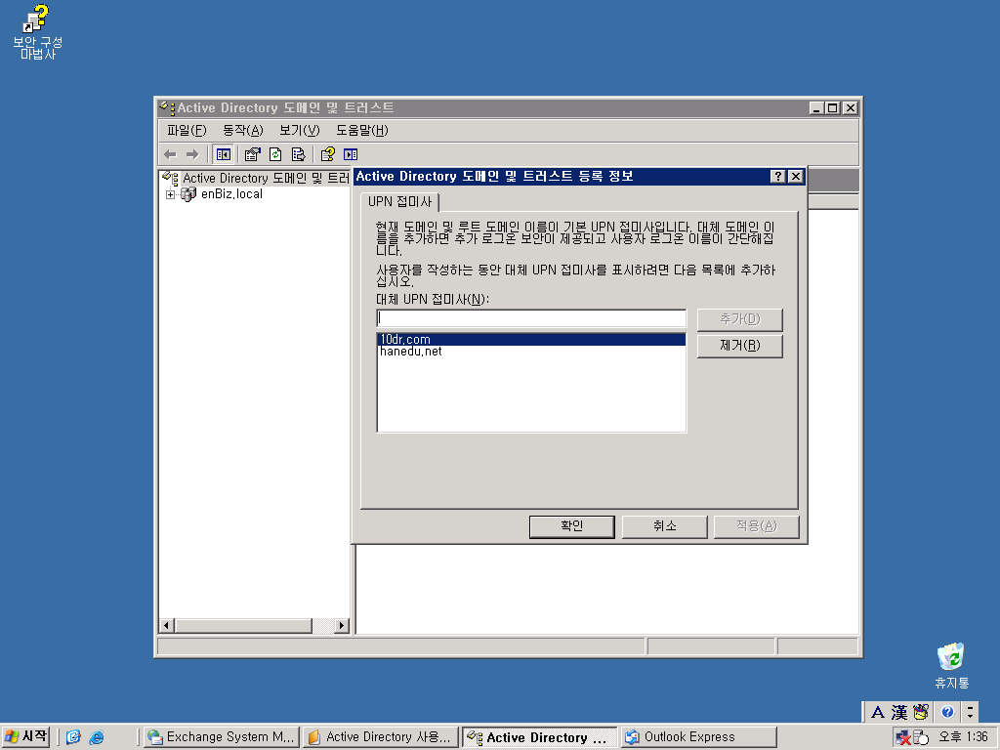 보안 구성
마법사
Active Directory 도메인 및 트러스트
파일(F) 동작(A) 보기(V) 도움말(H)
Active Directory 도메인 및 트러
enBiz.local
Active Directory 도메인 및 트러스트 등록 정보
UPN 접미사
현재 도메인 및 루트 도메인 이름이 기본 UPN 접미사입니다. 대체 도메인 이
름을 추가하면 추가 로그온 보안이 제공되고 사용자 로그온 이름이 간단해집
니다.
사용자를 작성하는 동안 대체 UPN 접미사를 표시하려면 다음 목록에 추가하
십시오.
대체 UPN 접미사(N):
추가(D)
10dr.com
hanedu.net
제거(R)
확인 취소 적용(A)
휴지통
A 漢
시작 Exchange System M... Active Directory 사용... Active Directory ... Outlook Express 오후 1:36